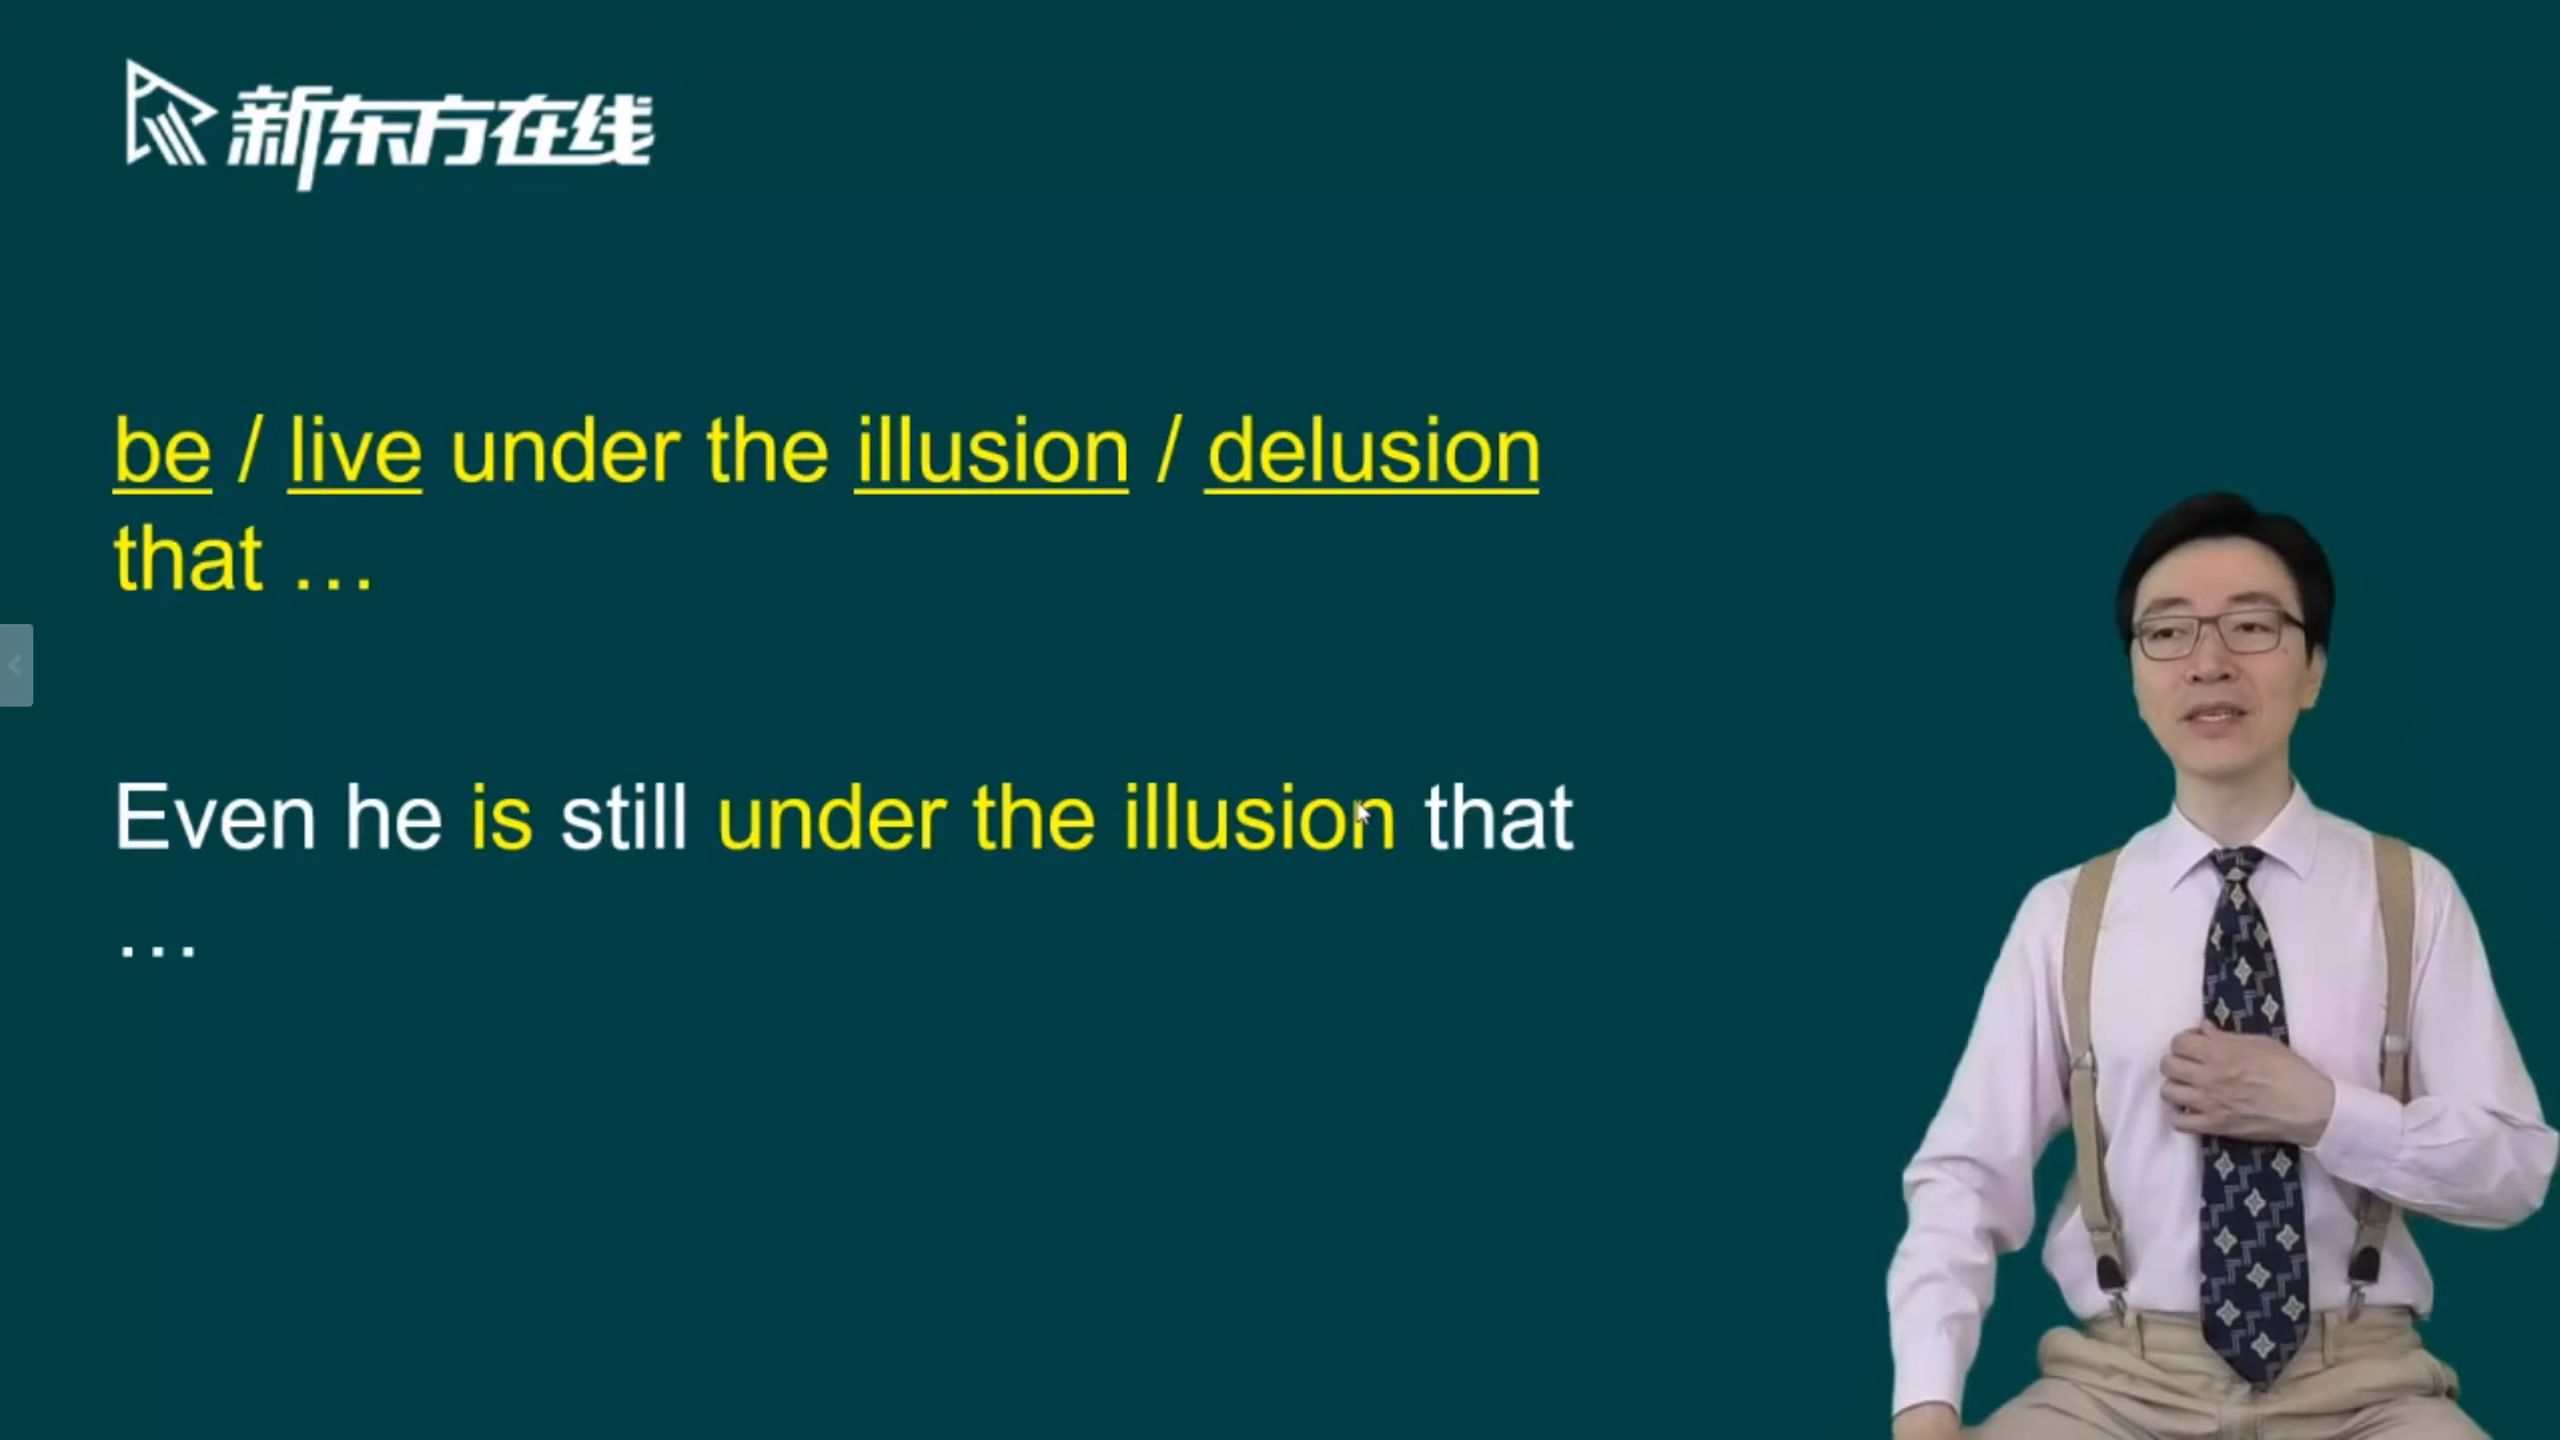 新东方在线
be / live under the illusion / delusion
that …
Even he is still under the illusion that
…